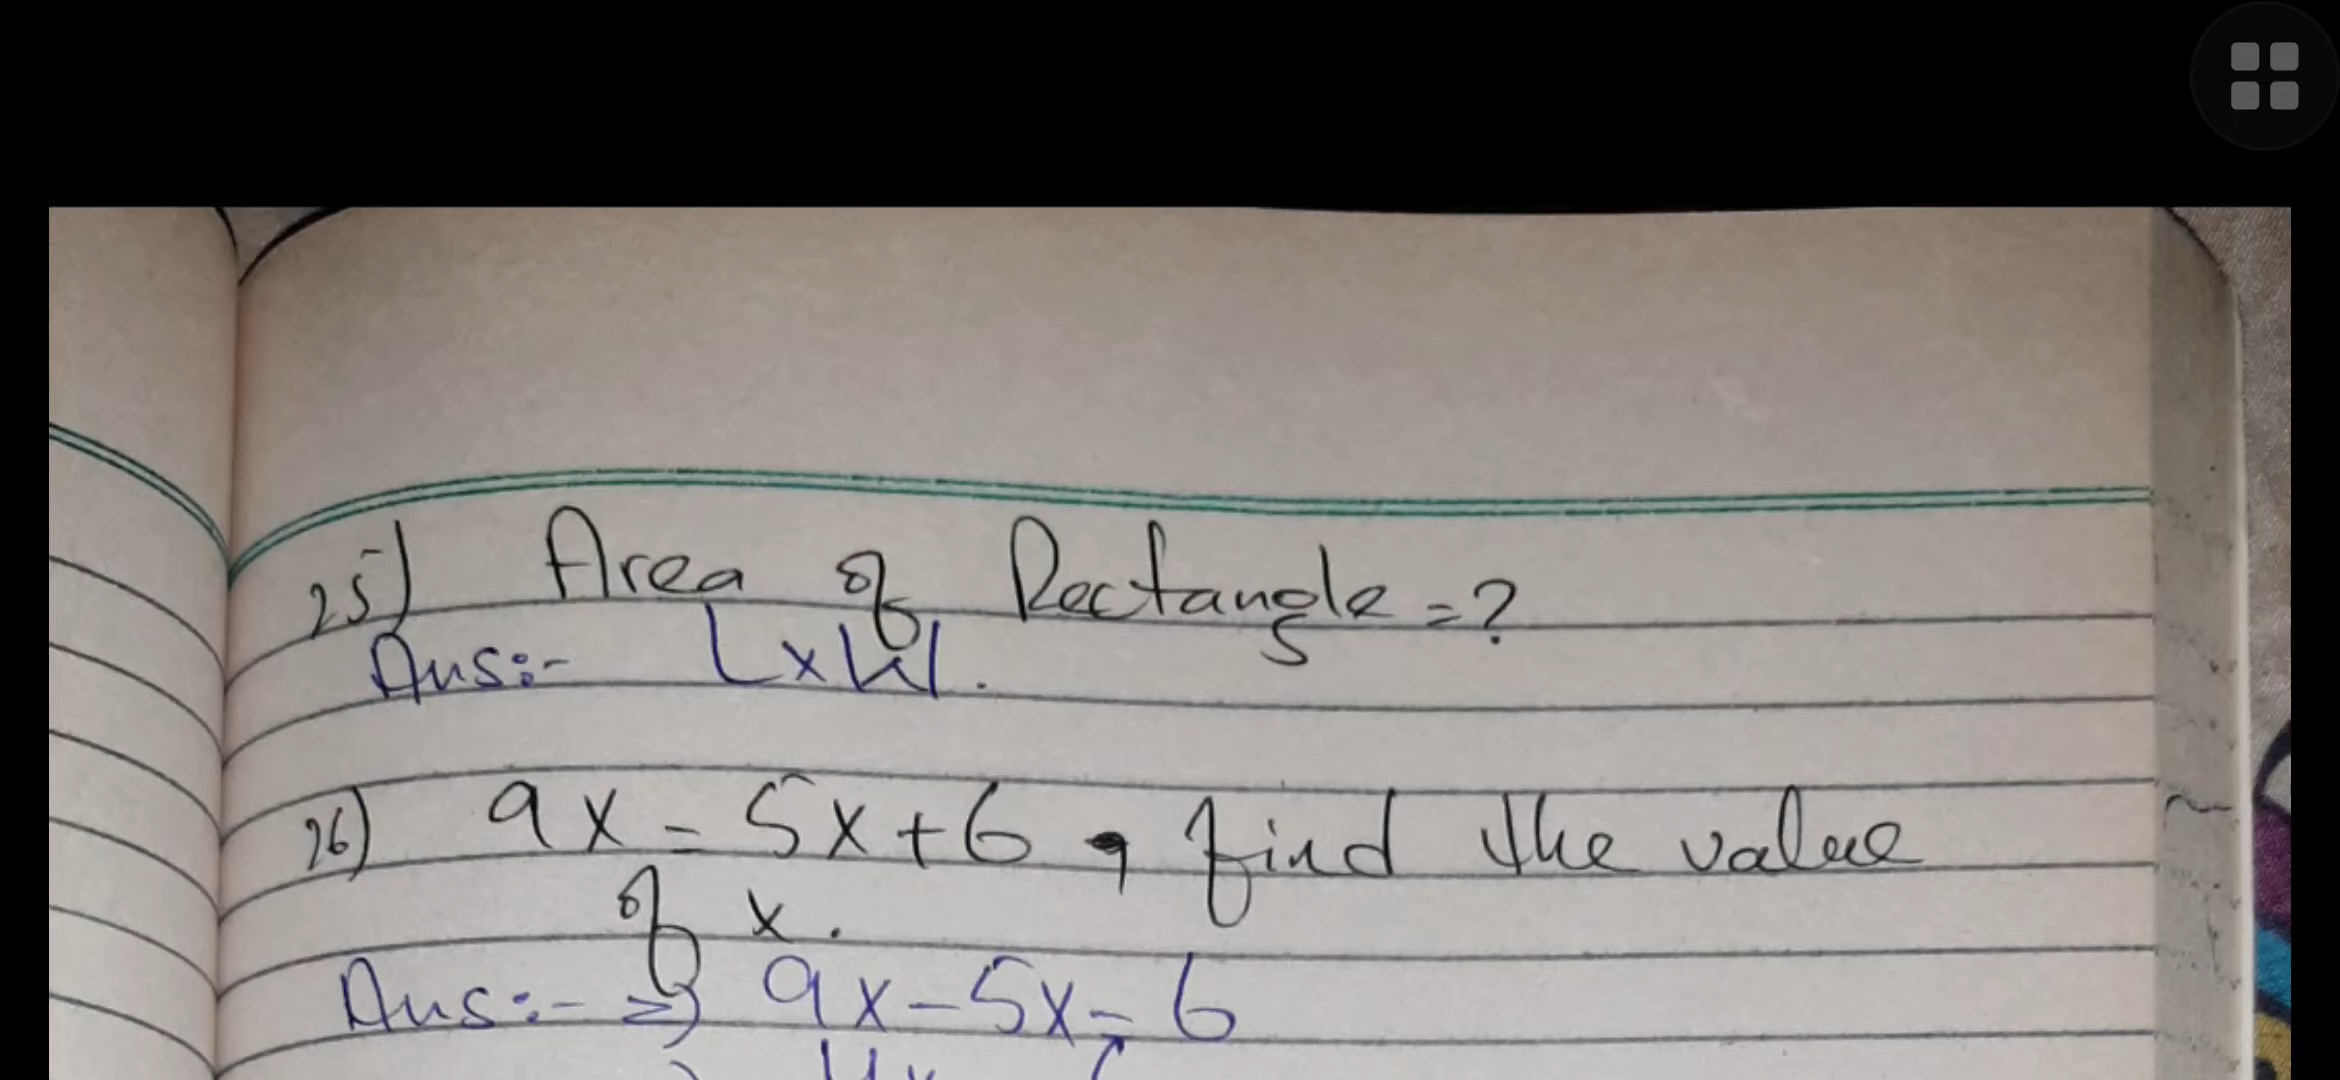 25) Area of Rectangle = ?
Ans:- L x W.
26) 9x = 5x + 6 , find the value
of x.
Ans:- => 9x - 5x = 6